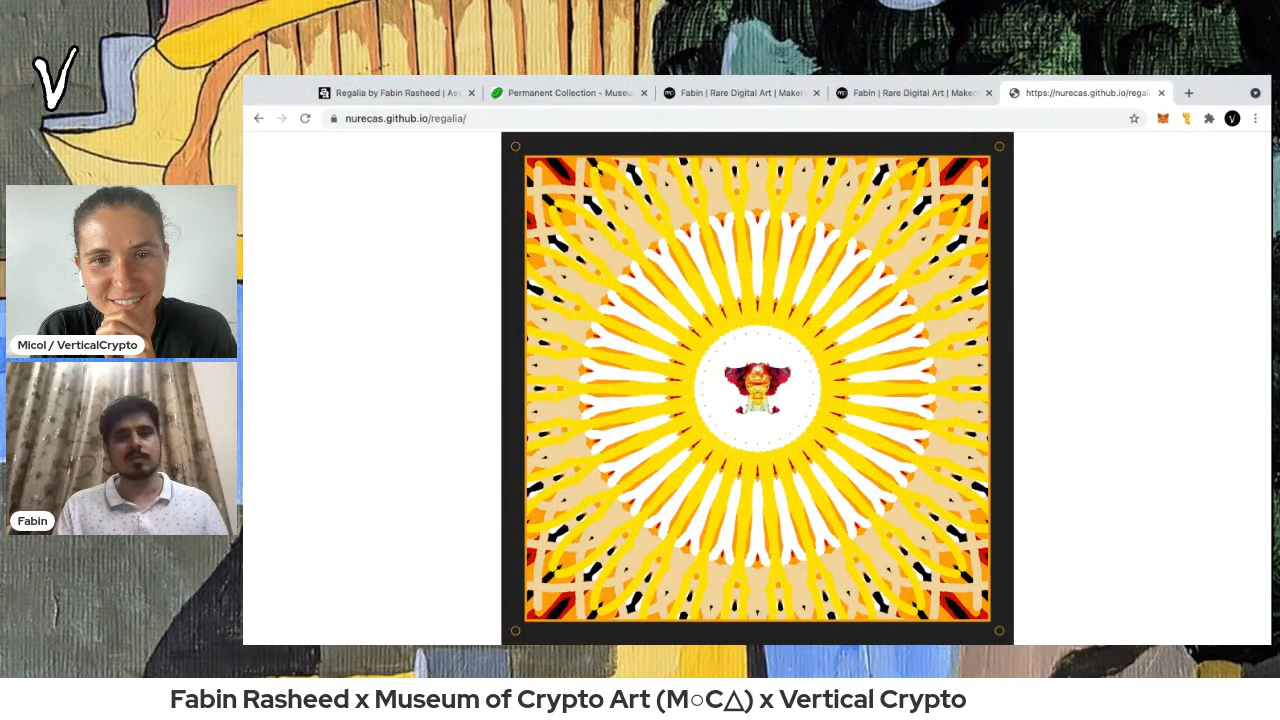 V
Regalia by Fabin Rasheed | As
Permanent Collection - Museu
Fabin | Rare Digital Art | Maker
Fabin | Rare Digital Art | Maker
https://nurecas.github.io/regal
nurecas.github.io/regalia/
Micol / VerticalCrypto
Fabin
Fabin Rasheed x Museum of Crypto Art (M○C△) x Vertical Crypto